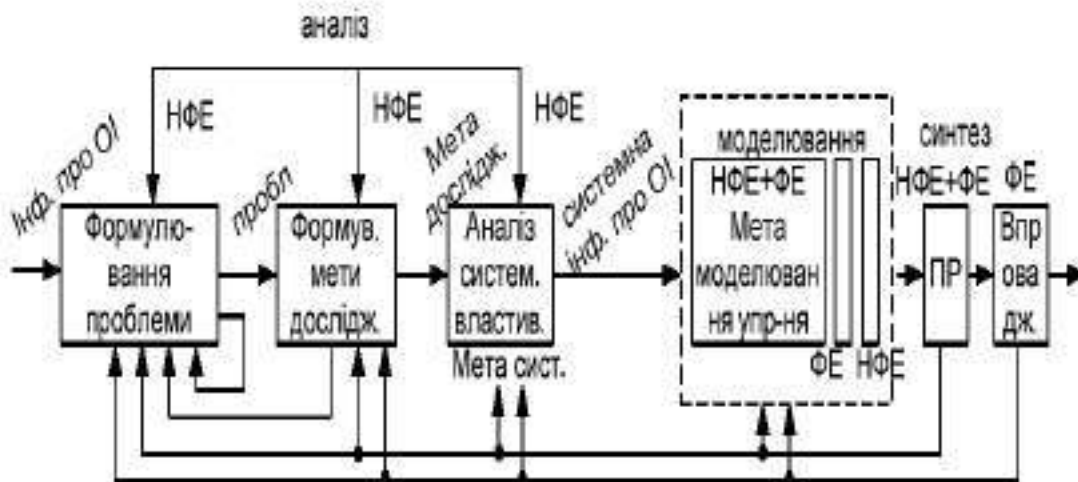 аналіз
НФЕ
НФЕ
НФЕ
Інф. про ОІ
пробл
Мета
дослідж.
системна
інф. про ОІ
моделювання
синтез
НФЕ+ФЕ
НФЕ+ФЕ
ФЕ
Формулю-
вання
проблеми
Формув.
мети
дослідж.
Аналіз
систем.
властив.
Мета сист.
Мета
моделюван
ня упр-ня
ФЕ
НФЕ
ПР
Впр
ова
дж.